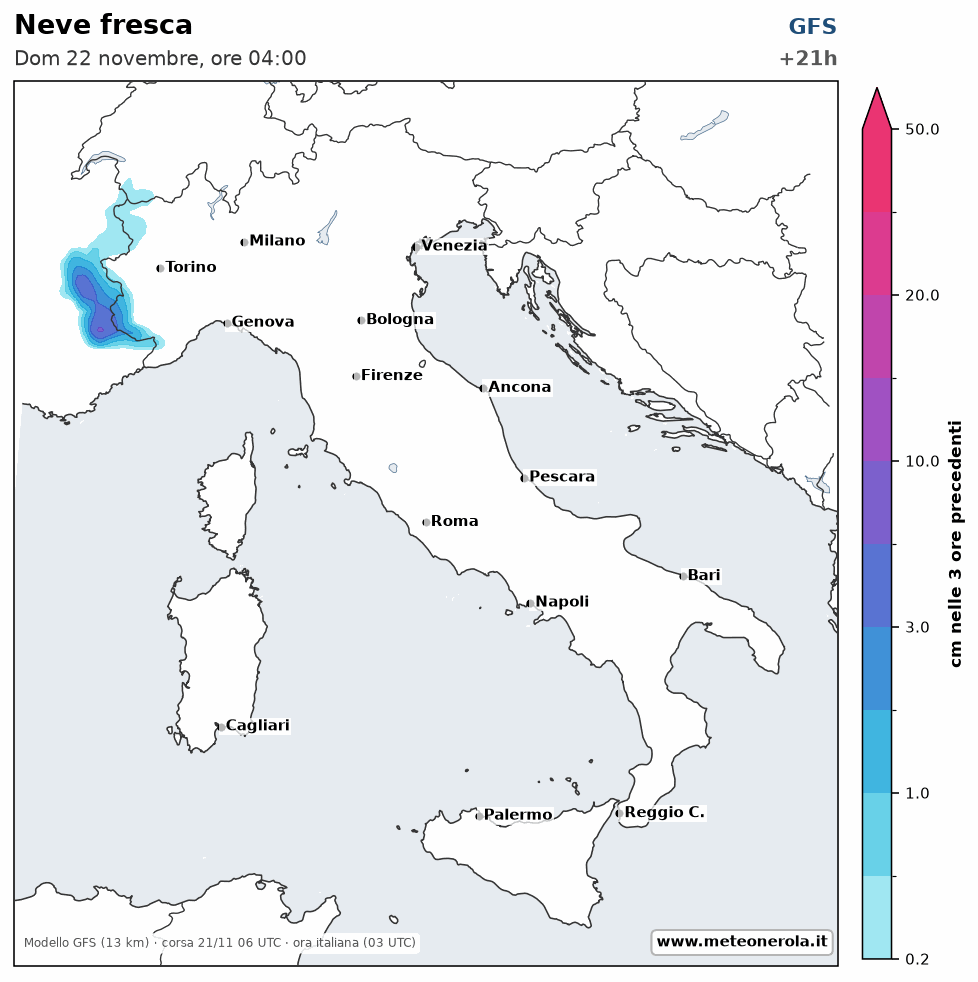 Neve fresca
GFS
Dom 22 novembre, ore 04:00
+21h
50.0
20.0
10.0
3.0
1.0
0.2
cm nelle 3 ore precedenti
Milano
Venezia
Torino
Genova
Bologna
Firenze
Ancona
Pescara
Roma
Bari
Napoli
Cagliari
Palermo
Reggio C.
Modello GFS (13 km) · corsa 21/11 06 UTC · ora italiana (03 UTC)
www.meteonerola.it